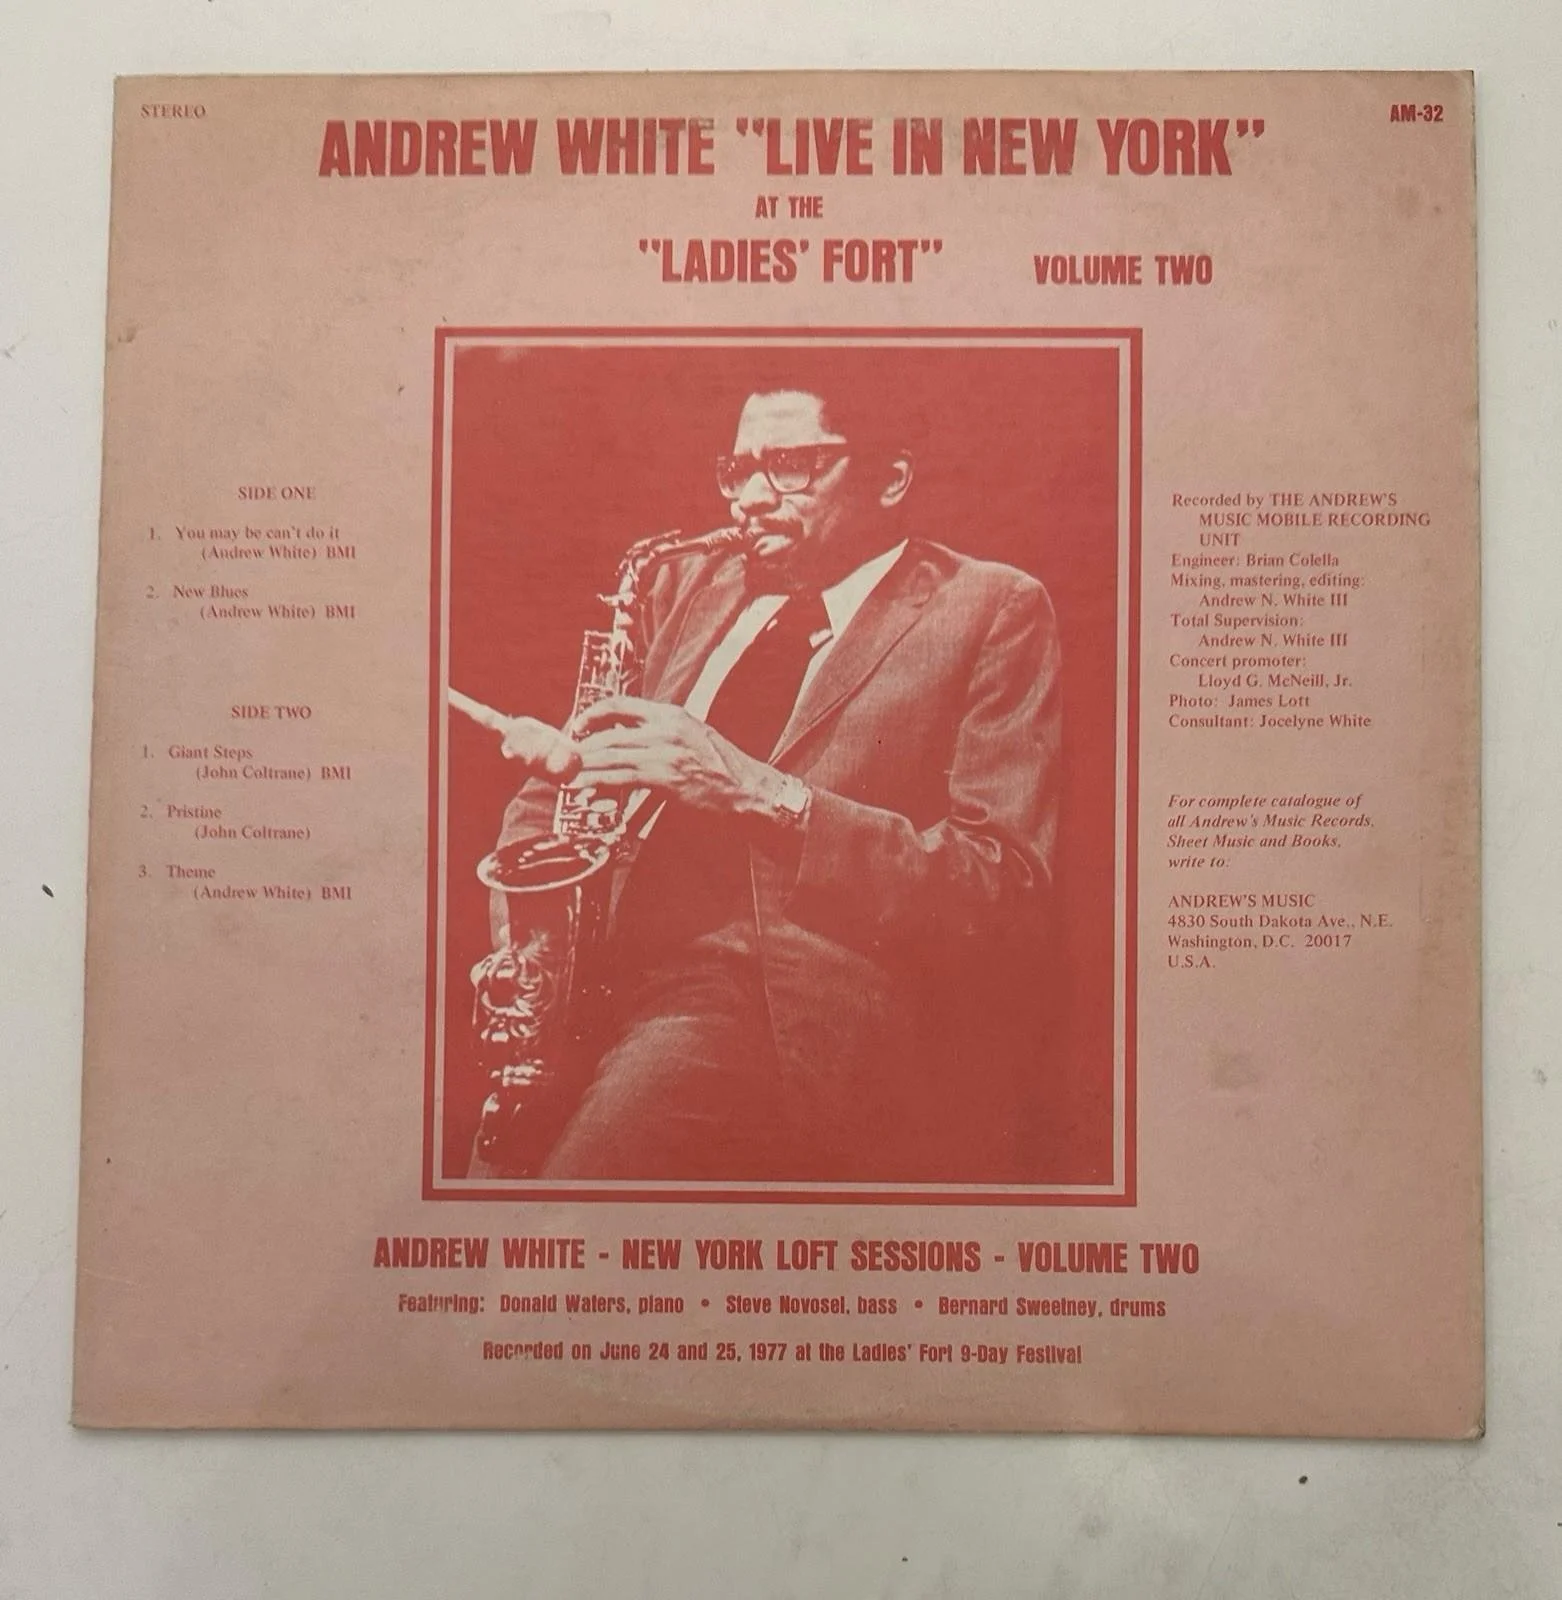 STEREO
AM-32
ANDREW WHITE "LIVE IN NEW YORK"
AT THE
"LADIES' FORT"
VOLUME TWO
SIDE ONE
1. You may be can't do it
(Andrew White) BMI
2. New Blues
(Andrew White) BMI
SIDE TWO
1. Giant Steps
(John Coltrane) BMI
2. Pristine
(John Coltrane)
3. Theme
(Andrew White) BMI
Recorded by THE ANDREW'S
MUSIC MOBILE RECORDING
UNIT
Engineer: Brian Colella
Mixing, mastering, editing:
Andrew N. White III
Total Supervision:
Andrew N. White III
Concert promoter:
Lloyd G. McNeill, Jr.
Photo: James Lott
Consultant: Jocelyne White
For complete catalogue of
all Andrew's Music Records,
Sheet Music and Books,
write to:
ANDREW'S MUSIC
4830 South Dakota Ave., N.E.
Washington, D.C. 20017
U.S.A.
ANDREW WHITE - NEW YORK LOFT SESSIONS - VOLUME TWO
Featuring: Donald Waters, piano • Steve Novosel, bass • Bernard Sweetney, drums
Recorded on June 24 and 25, 1977 at the Ladies' Fort 9-Day Festival